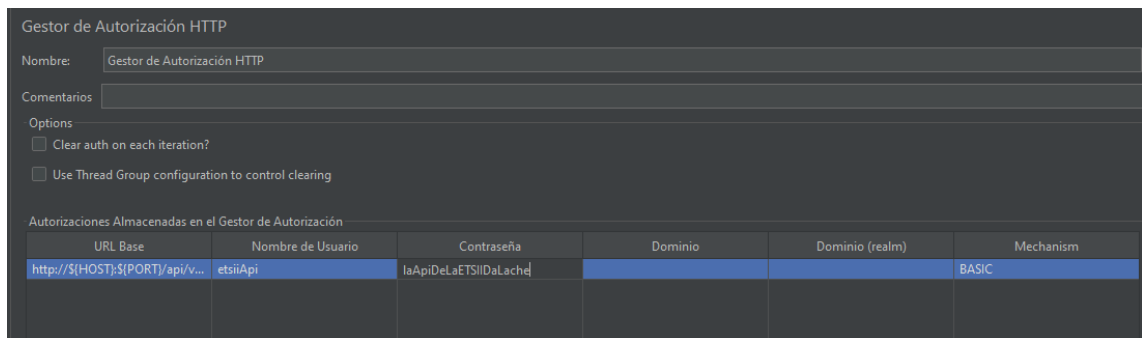 Gestor de Autorización HTTP
Nombre: Gestor de Autorización HTTP
Comentarios
Options
Clear auth on each iteration?
Use Thread Group configuration to control clearing
Autorizaciones Almacenadas en el Gestor de Autorización
URL Base Nombre de Usuario Contraseña Dominio Dominio (realm) Mechanism
http://${HOST}:${PORT}/api/v... etsiiApi laApiDeLaETSIIDaLache BASIC